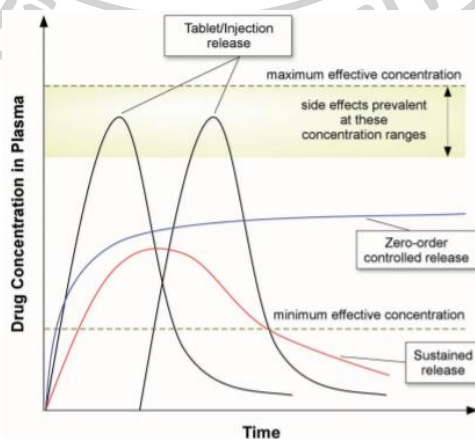 Tablet/Injection
release
maximum effective concentration
side effects prevalent
at these
concentration ranges
Drug Concentration in Plasma
Zero-order
controlled release
minimum effective concentration
Sustained
release
Time